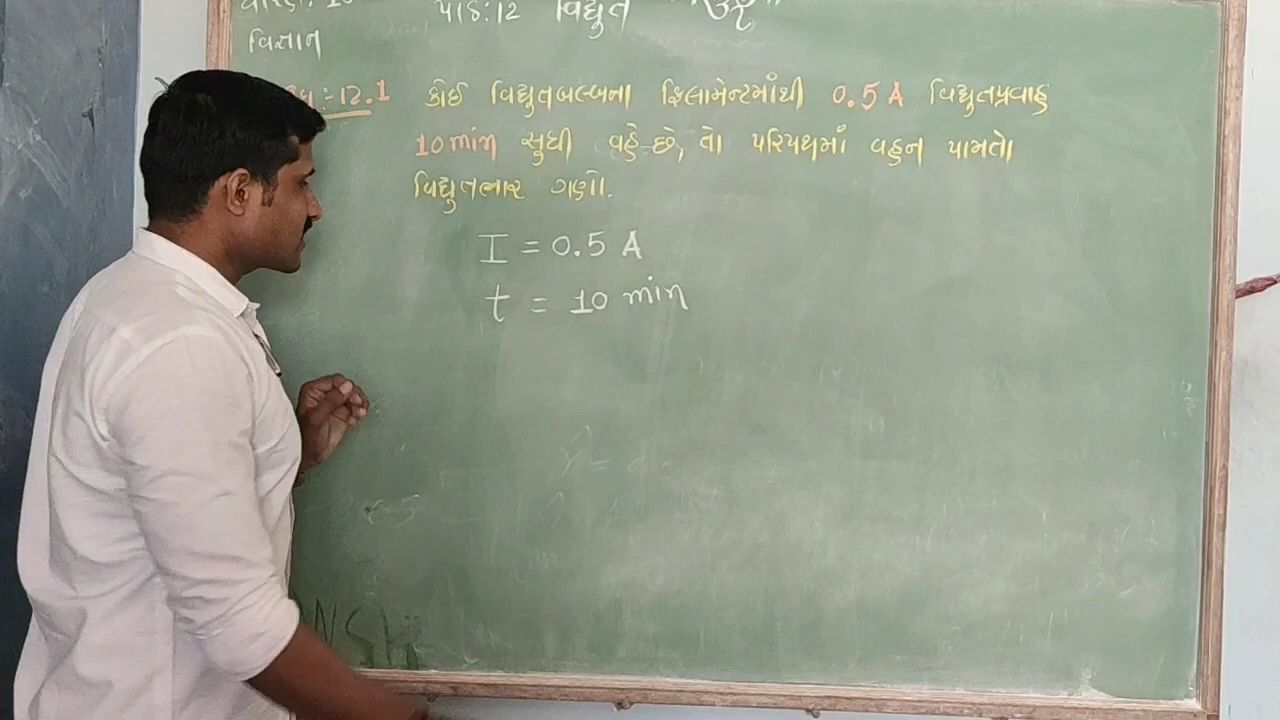 પાઠ:12 વિદ્યુત
વિજ્ઞાન
:-12.1 કોઈ વિદ્યુતબલ્બના ફિલામેન્ટમાંથી 0.5 A વિદ્યુતપ્રવાહ
10 min સુધી વહે છે, તો પરિપથમાં વહન પામતો
વિદ્યુતભાર ગણો.
I = 0.5 A
t = 10 min